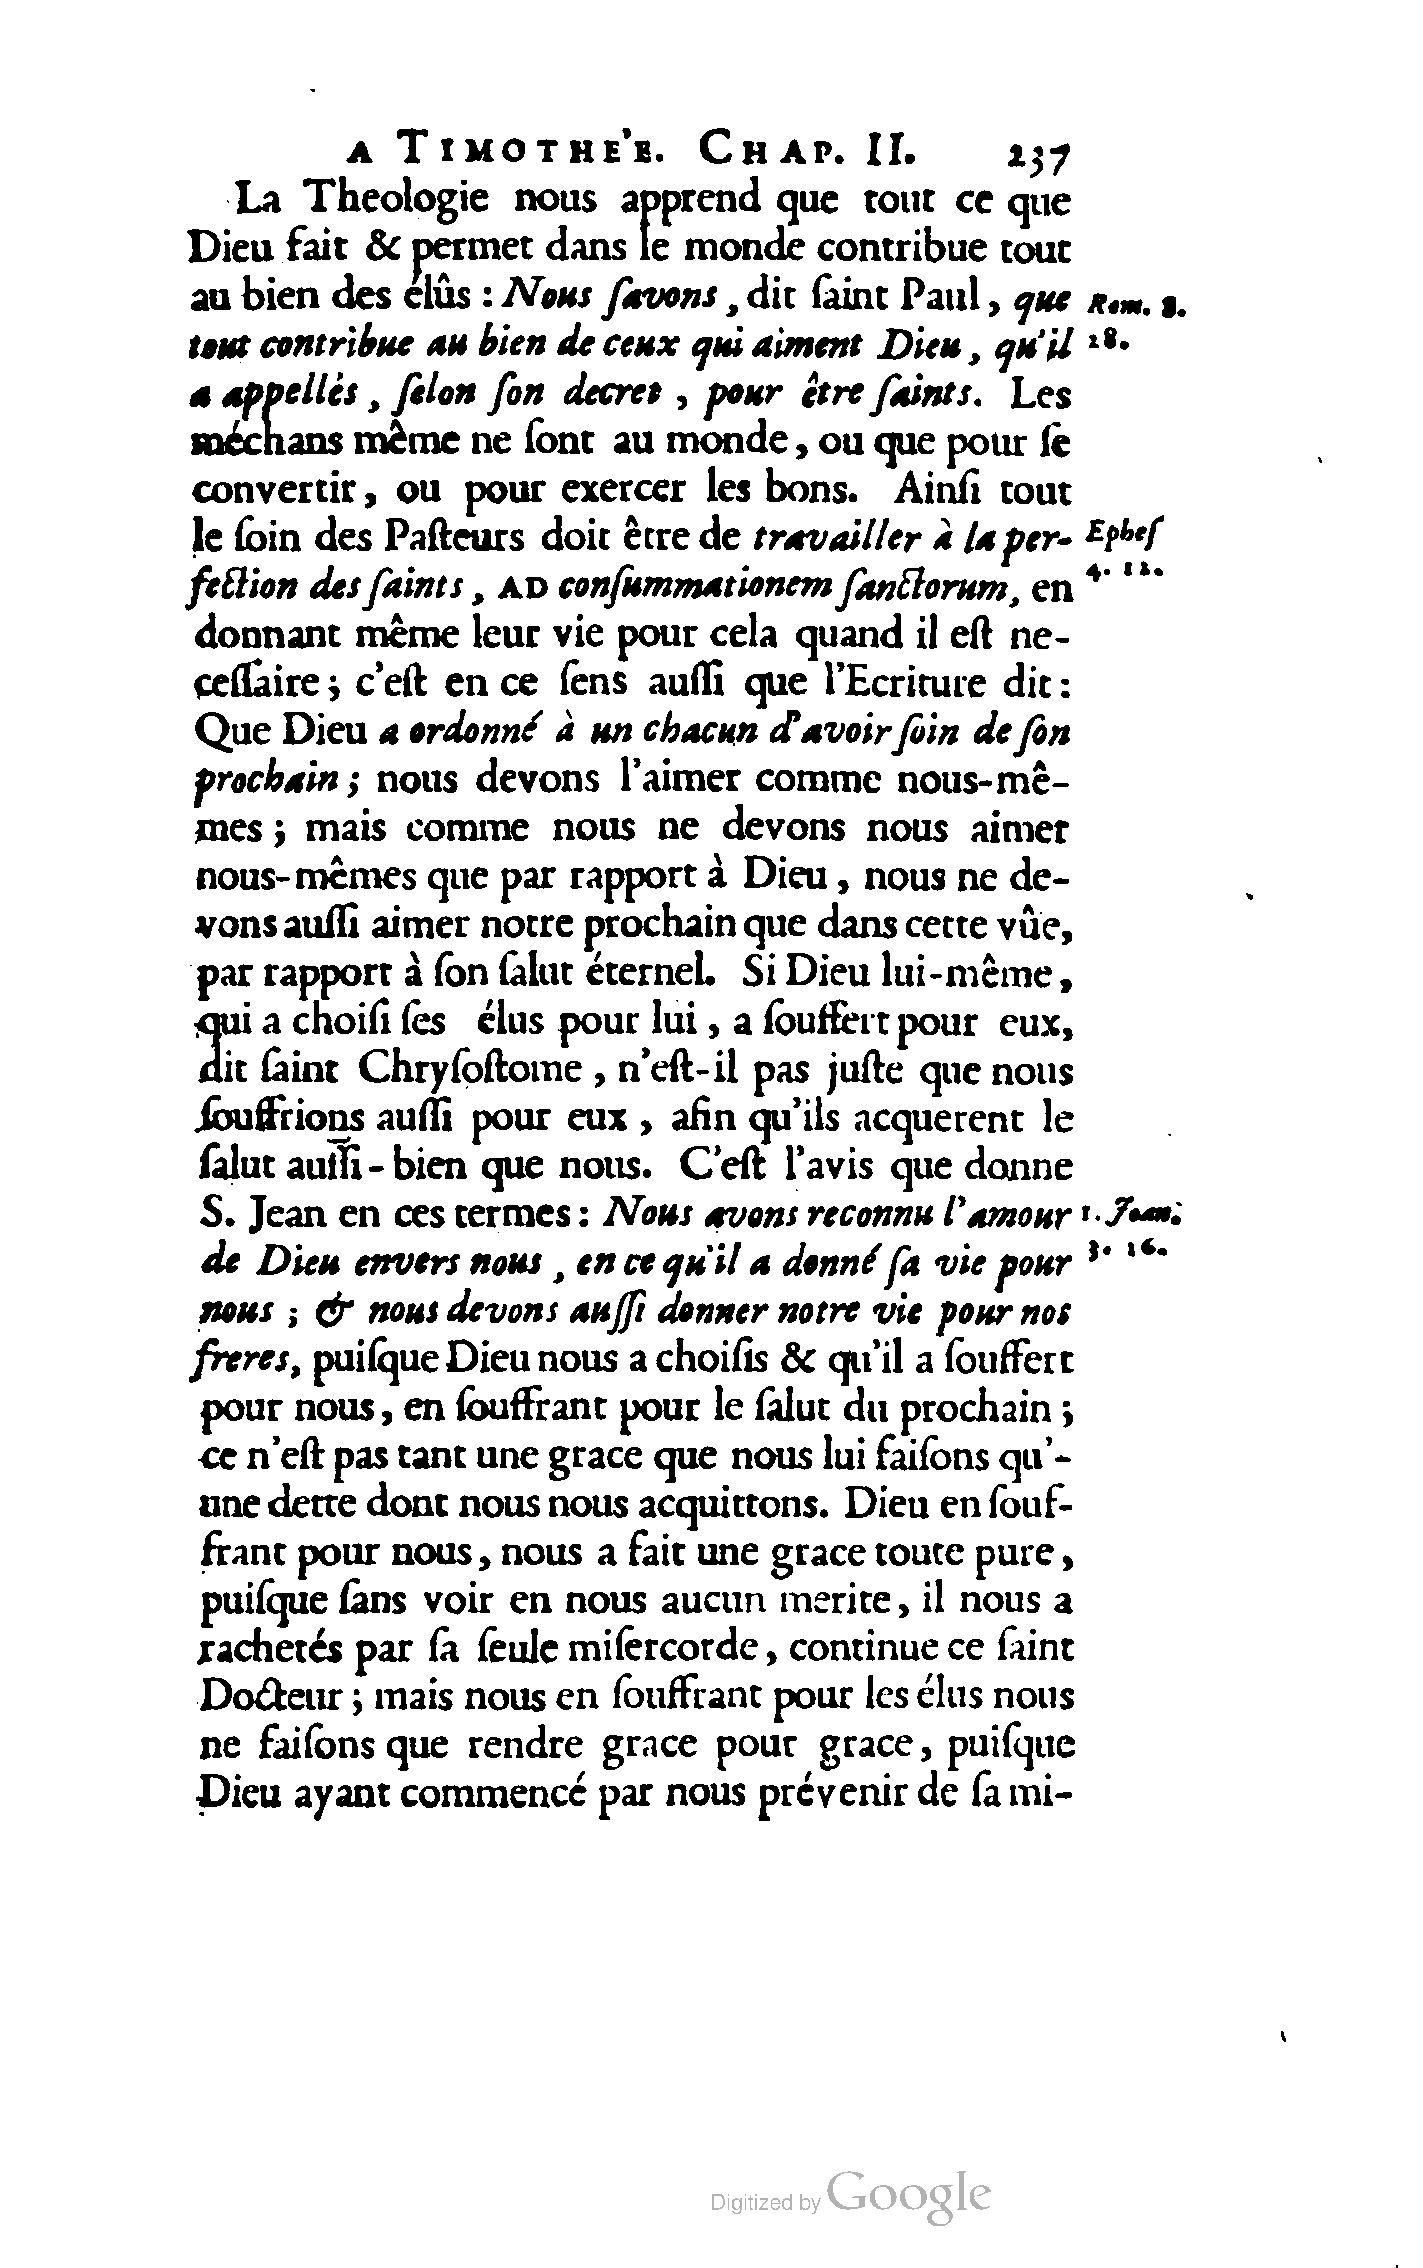 A TIMOTHE'E. CHAP. II. 237
La Theologie nous apprend que tout ce que
Dieu fait & permet dans le monde contribue tout
au bien des élûs : Nous ſavons, dit ſaint Paul, que Rom. 8.
tout contribue au bien de ceux qui aiment Dieu, qu'il 28.
a appellés, ſelon ſon decret, pour être ſaints. Les
méchans même ne ſont au monde, ou que pour ſe
convertir, ou pour exercer les bons. Ainſi tout
le ſoin des Paſteurs doit être de travailler à la per- Epheſ
fection des ſaints, AD conſummationem ſanctorum, en 4. 12.
donnant même leur vie pour cela quand il eſt ne-
ceſſaire ; c'eſt en ce ſens auſſi que l'Ecriture dit :
Que Dieu a ordonné à un chacun d'avoir ſoin de ſon
prochain ; nous devons l'aimer comme nous-mê-
mes ; mais comme nous ne devons nous aimer
nous-mêmes que par rapport à Dieu, nous ne de-
vons auſſi aimer notre prochain que dans cette vûe,
par rapport à ſon ſalut éternel. Si Dieu lui-même,
qui a choiſi ſes élus pour lui, a ſouffert pour eux,
dit ſaint Chryſoſtome, n'eſt-il pas juſte que nous
ſouffrions auſſi pour eux, afin qu'ils acquerent le
ſalut auſſi-bien que nous. C'eſt l'avis que donne
S. Jean en ces termes : Nous avons reconnu l'amour 1. Joan.
de Dieu envers nous, en ce qu'il a donné ſa vie pour 3. 16.
nous ; & nous devons auſſi donner notre vie pour nos
freres, puiſque Dieu nous a choiſis & qu'il a ſouffert
pour nous, en ſouffrant pour le ſalut du prochain ;
ce n'eſt pas tant une grace que nous lui faiſons qu'-
une dette dont nous nous acquittons. Dieu en ſouf-
frant pour nous, nous a fait une grace toute pure,
puiſque ſans voir en nous aucun merite, il nous a
rachetés par ſa ſeule miſercorde, continue ce ſaint
Docteur ; mais nous en ſouffrant pour les élus nous
ne faiſons que rendre grace pour grace, puiſque
Dieu ayant commencé par nous prévenir de ſa mi-
Digitized by Google